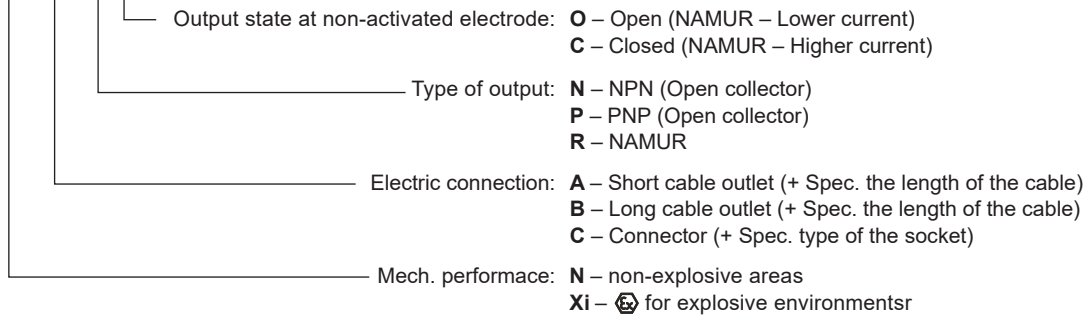 Output state at non-activated electrode: O – Open (NAMUR – Lower current)
C – Closed (NAMUR – Higher current)
Type of output: N – NPN (Open collector)
P – PNP (Open collector)
R – NAMUR
Electric connection: A – Short cable outlet (+ Spec. the length of the cable)
B – Long cable outlet (+ Spec. the length of the cable)
C – Connector (+ Spec. type of the socket)
Mech. performace: N – non-explosive areas
Xi – Ex for explosive environmentsr